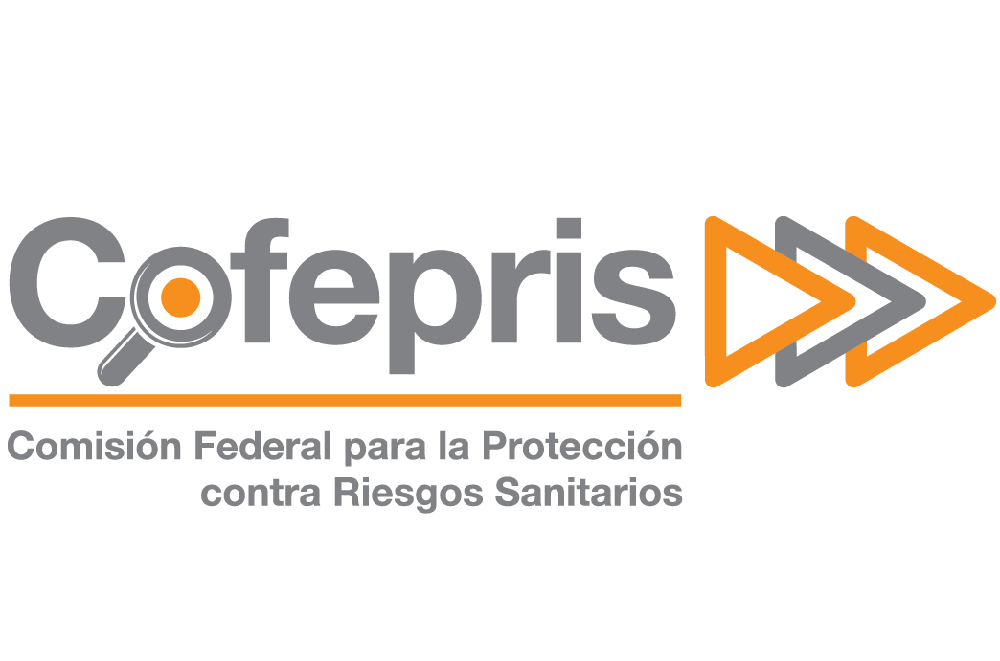 Cofepris
Comisión Federal para la Protección
contra Riesgos Sanitarios